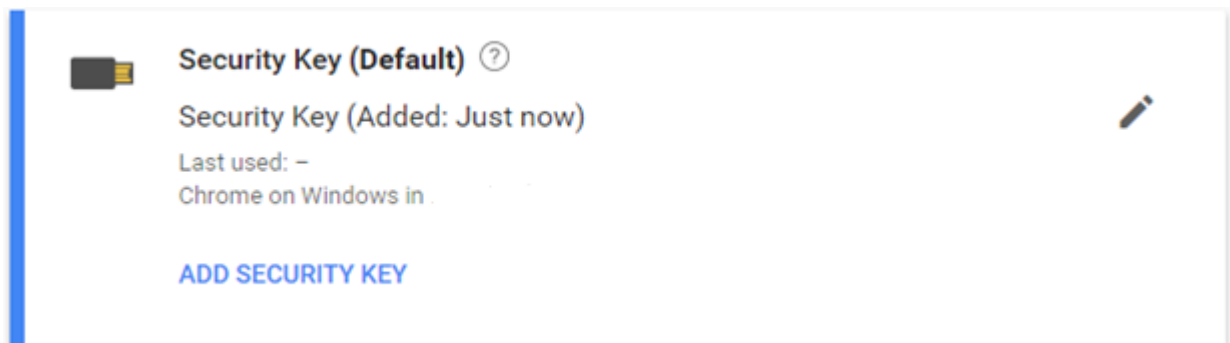 Security Key (Default) ?
Security Key (Added: Just now)
Last used: –
Chrome on Windows in
ADD SECURITY KEY